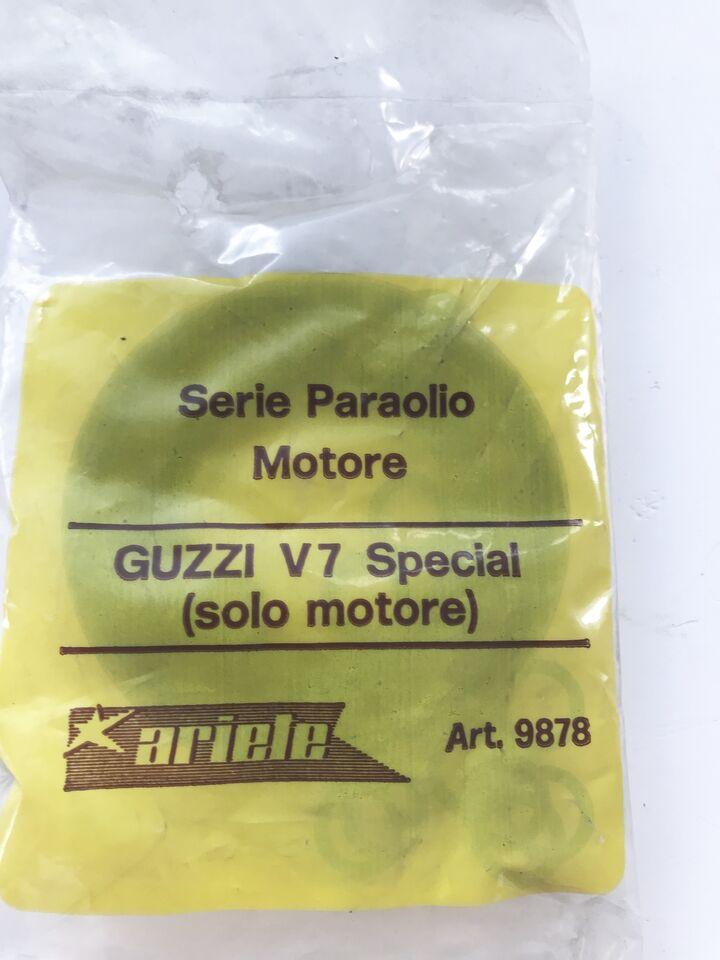 Serie Paraolio
Motore
GUZZI V7 Special
(solo motore)
ariete
Art. 9878